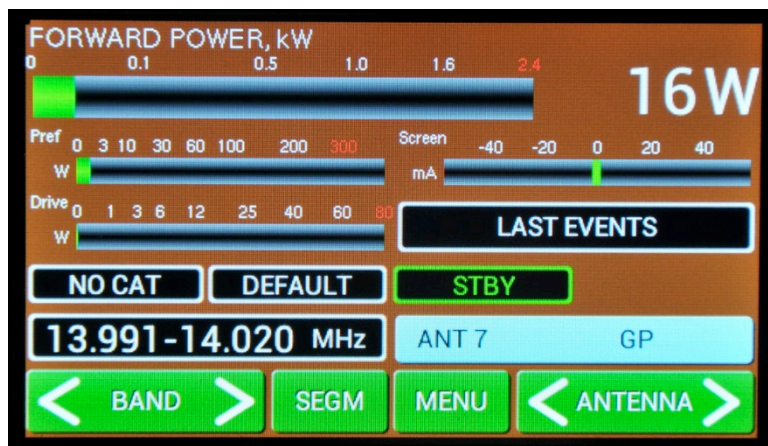 FORWARD POWER, kW
0 0.1 0.5 1.0 1.6 2.4
16W
Pref 0 3 10 30 60 100 200 300
W
Screen -40 -20 0 20 40
mA
Drive 0 1 3 6 12 25 40 60 80
W
LAST EVENTS
NO CAT DEFAULT STBY
13.991-14.020 MHz ANT 7 GP
< BAND > SEGM MENU < ANTENNA >